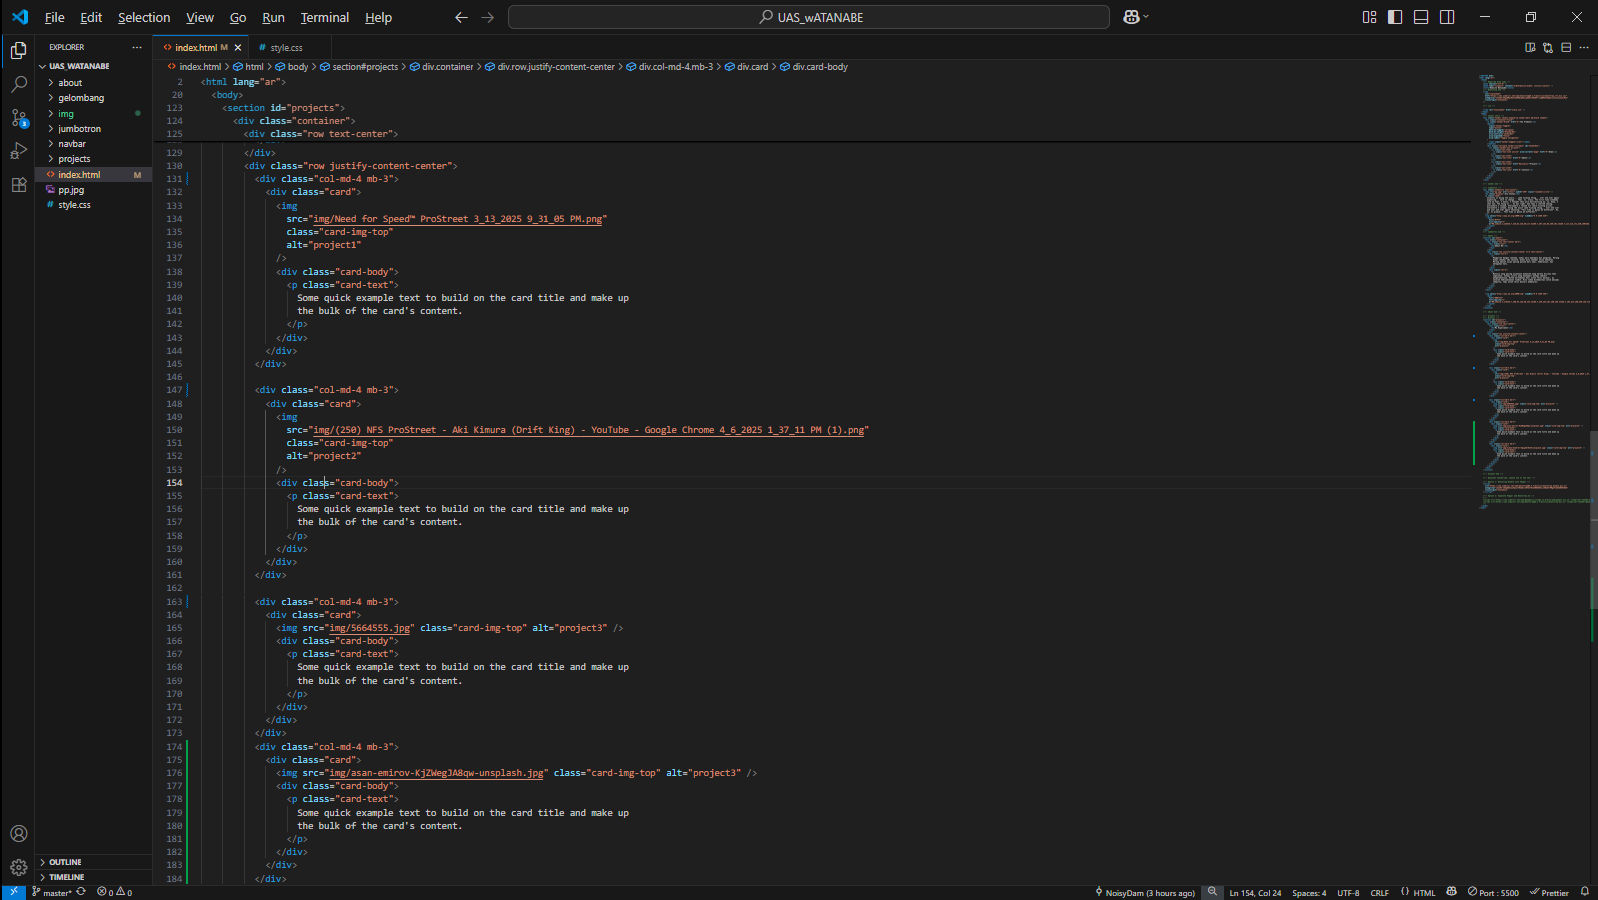 File Edit Selection View Go Run Terminal Help
UAS_wATANABE
EXPLORER
UAS_WATANABE
about
gelombang
img
jumbotron
navbar
projects
index.html M
pp.jpg
style.css
OUTLINE
TIMELINE
index.html M
style.css
index.html > html > body > section#projects > div.container > div.row.justify-content-center > div.col-md-4.mb-3 > div.card > div.card-body
2 <html lang="ar">
20 <body>
123 <section id="projects">
124 <div class="container">
125 <div class="row text-center">
129 </div>
130 <div class="row justify-content-center">
131 <div class="col-md-4 mb-3">
132 <div class="card">
133 <img
134 src="img/Need for Speed™ ProStreet 3_13_2025 9_31_05 PM.png"
135 class="card-img-top"
136 alt="project1"
137 />
138 <div class="card-body">
139 <p class="card-text">
140 Some quick example text to build on the card title and make up
141 the bulk of the card's content.
142 </p>
143 </div>
144 </div>
145 </div>
146
147 <div class="col-md-4 mb-3">
148 <div class="card">
149 <img
150 src="img/(250) NFS ProStreet - Aki Kimura (Drift King) - YouTube - Google Chrome 4_6_2025 1_37_11 PM (1).png"
151 class="card-img-top"
152 alt="project2"
153 />
154 <div class="card-body">
155 <p class="card-text">
156 Some quick example text to build on the card title and make up
157 the bulk of the card's content.
158 </p>
159 </div>
160 </div>
161 </div>
162
163 <div class="col-md-4 mb-3">
164 <div class="card">
165 <img src="img/5664555.jpg" class="card-img-top" alt="project3" />
166 <div class="card-body">
167 <p class="card-text">
168 Some quick example text to build on the card title and make up
169 the bulk of the card's content.
170 </p>
171 </div>
172 </div>
173 </div>
174 <div class="col-md-4 mb-3">
175 <div class="card">
176 <img src="img/asan-emirov-KjZWegJA8qw-unsplash.jpg" class="card-img-top" alt="project3" />
177 <div class="card-body">
178 <p class="card-text">
179 Some quick example text to build on the card title and make up
180 the bulk of the card's content.
181 </p>
182 </div>
183 </div>
184 </div>
master* 0 0 NoisyDam (3 hours ago) Ln 154, Col 24 Spaces: 4 UTF-8 CRLF {} HTML Port : 5500 Prettier